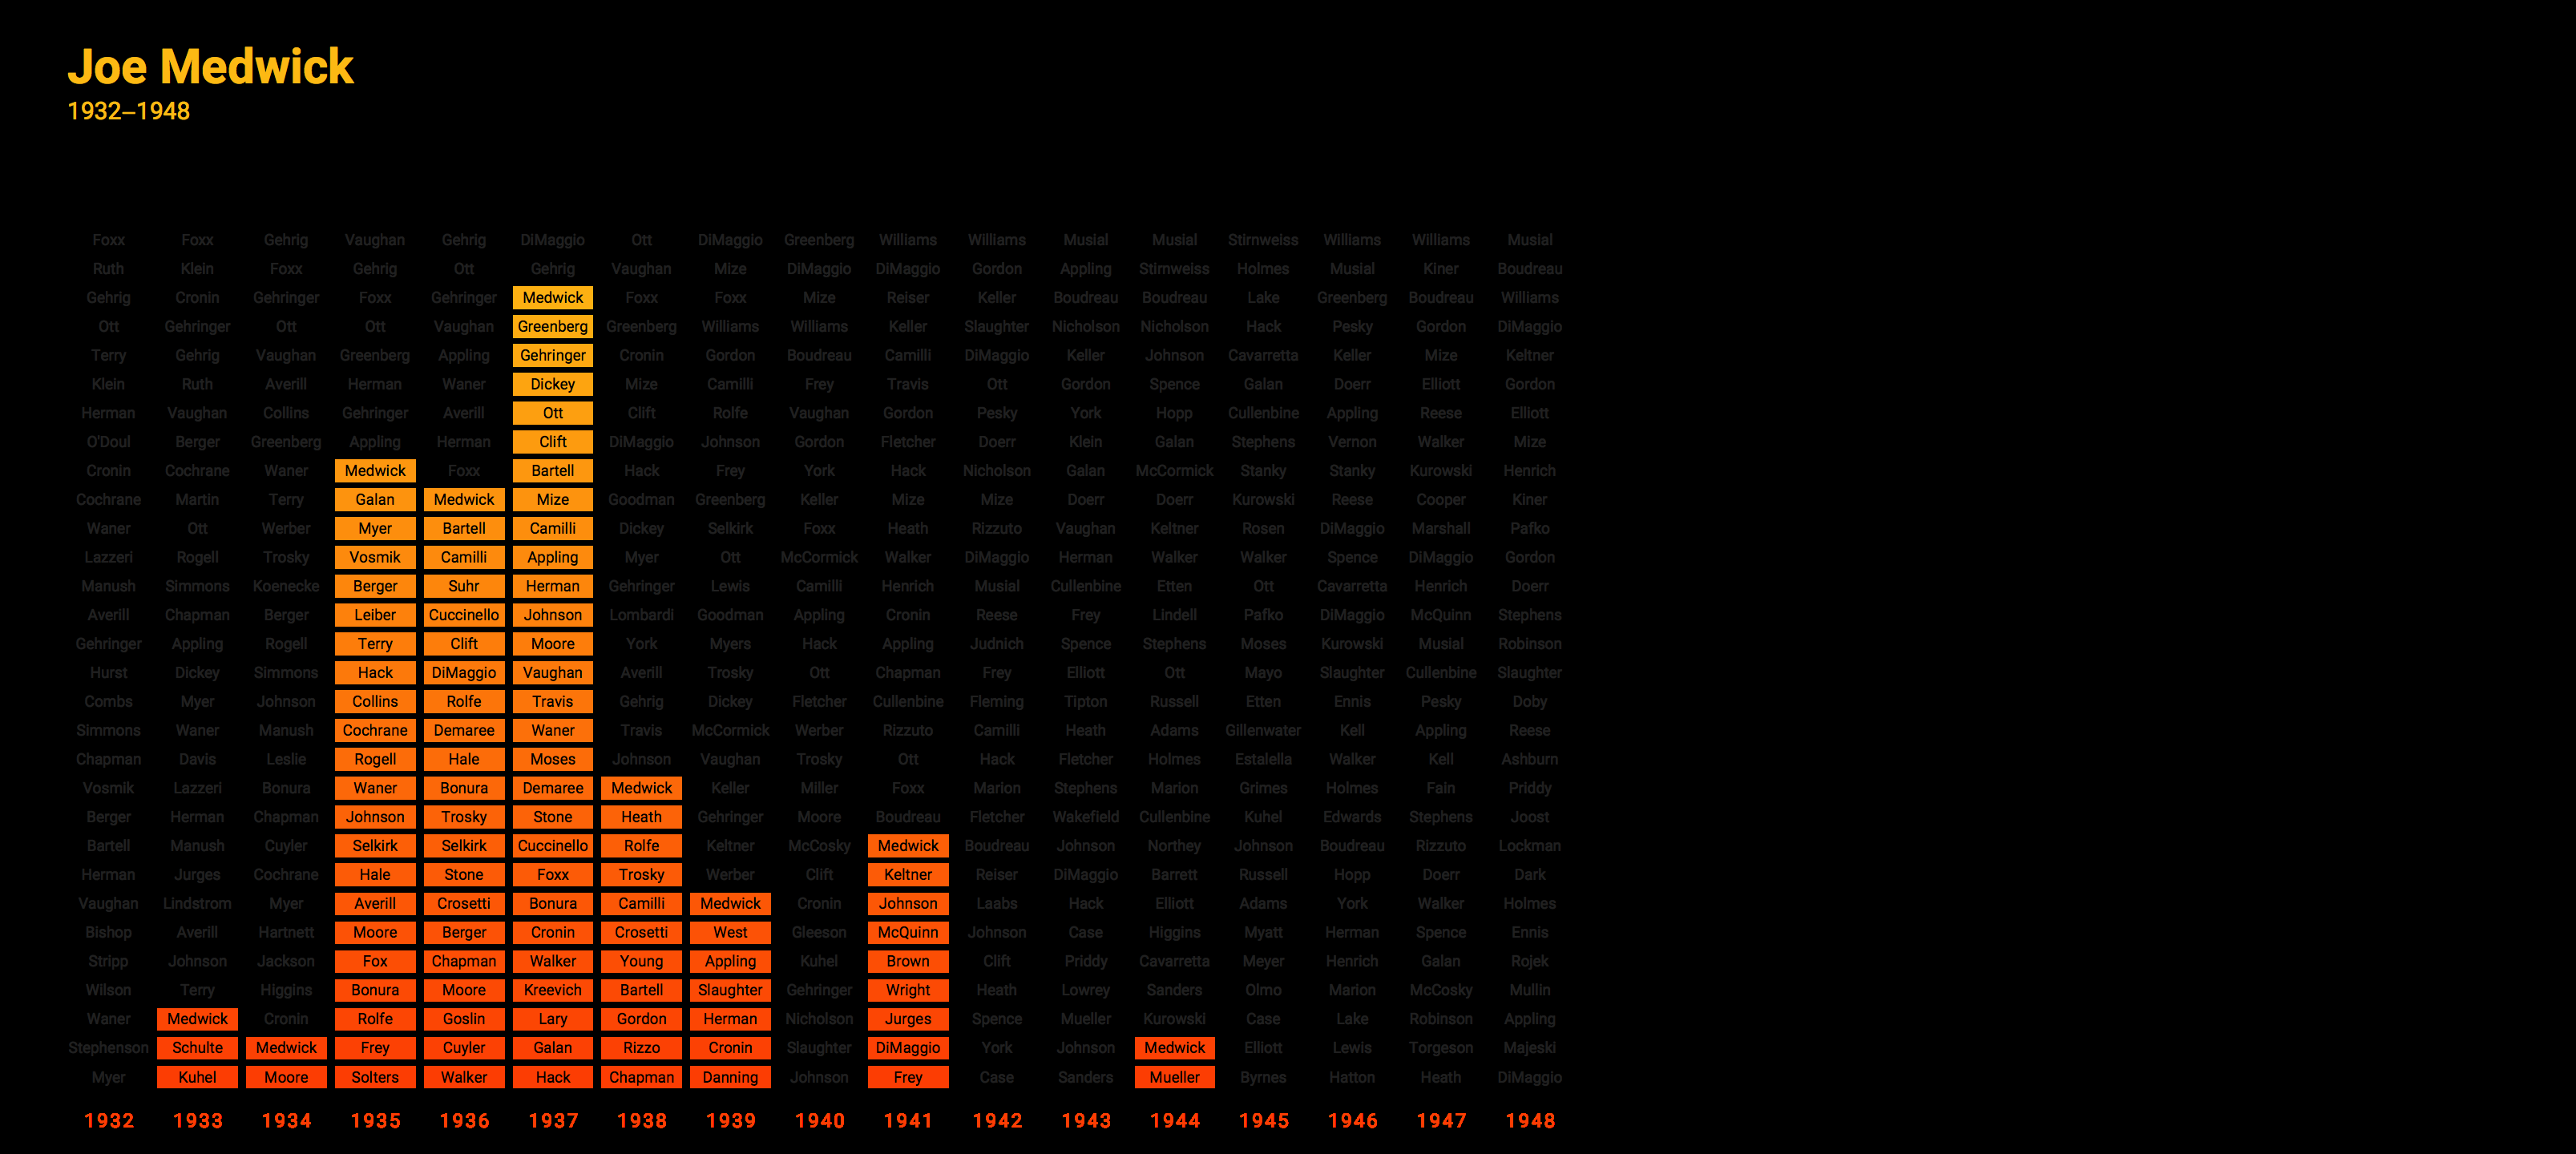 Joe Medwick
1932–1948
Foxx Foxx Gehrig Vaughan Gehrig DiMaggio Ott DiMaggio Greenberg Williams Williams Musial Musial Stirnweiss Williams Williams Musial
Ruth Klein Foxx Gehrig Ott Gehrig Vaughan Mize DiMaggio DiMaggio Gordon Appling Stirnweiss Holmes Musial Kiner Boudreau
Gehrig Cronin Gehringer Foxx Gehringer Medwick Foxx Foxx Mize Reiser Keller Boudreau Boudreau Lake Greenberg Boudreau Williams
Ott Gehringer Ott Ott Vaughan Greenberg Greenberg Williams Williams Keller Slaughter Nicholson Nicholson Hack Pesky Gordon DiMaggio
Terry Gehrig Vaughan Greenberg Appling Gehringer Cronin Gordon Boudreau Camilli DiMaggio Keller Johnson Cavarretta Keller Mize Keltner
Klein Ruth Averill Herman Waner Dickey Mize Camilli Frey Travis Ott Gordon Spence Galan Doerr Elliott Gordon
Herman Vaughan Collins Gehringer Averill Ott Clift Rolfe Vaughan Gordon Pesky York Hopp Cullenbine Appling Reese Elliott
O'Doul Berger Greenberg Appling Herman Clift DiMaggio Johnson Gordon Fletcher Doerr Klein Galan Stephens Vernon Walker Mize
Cronin Cochrane Waner Medwick Foxx Bartell Hack Frey York Hack Nicholson Galan McCormick Stanky Stanky Kurowski Henrich
Cochrane Martin Terry Galan Medwick Mize Goodman Greenberg Keller Mize Mize Doerr Doerr Kurowski Reese Cooper Kiner
Waner Ott Werber Myer Bartell Camilli Dickey Selkirk Foxx Heath Rizzuto Vaughan Keltner Rosen DiMaggio Marshall Pafko
Lazzeri Rogell Trosky Vosmik Camilli Appling Myer Ott McCormick Walker DiMaggio Herman Walker Walker Spence DiMaggio Gordon
Manush Simmons Koenecke Berger Suhr Herman Gehringer Lewis Camilli Henrich Musial Cullenbine Etten Ott Cavarretta Henrich Doerr
Averill Chapman Berger Leiber Cuccinello Johnson Lombardi Goodman Appling Cronin Reese Frey Lindell Pafko DiMaggio McQuinn Stephens
Gehringer Appling Rogell Terry Clift Moore York Myers Hack Appling Judnich Spence Stephens Moses Kurowski Musial Robinson
Hurst Dickey Simmons Hack DiMaggio Vaughan Averill Trosky Ott Chapman Frey Elliott Ott Mayo Slaughter Cullenbine Slaughter
Combs Myer Johnson Collins Rolfe Travis Gehrig Dickey Fletcher Cullenbine Fleming Tipton Russell Etten Ennis Pesky Doby
Simmons Waner Manush Cochrane Demaree Waner Travis McCormick Werber Rizzuto Camilli Heath Adams Gillenwater Kell Appling Reese
Chapman Davis Leslie Rogell Hale Moses Johnson Vaughan Trosky Ott Hack Fletcher Holmes Estalella Walker Kell Ashburn
Vosmik Lazzeri Bonura Waner Bonura Demaree Medwick Keller Miller Foxx Marion Stephens Marion Grimes Holmes Fain Priddy
Berger Herman Chapman Johnson Trosky Stone Heath Gehringer Moore Boudreau Fletcher Wakefield Cullenbine Kuhel Edwards Stephens Joost
Bartell Manush Cuyler Selkirk Selkirk Cuccinello Rolfe Keltner McCosky Medwick Boudreau Johnson Northey Johnson Boudreau Rizzuto Lockman
Herman Jurges Cochrane Hale Stone Foxx Trosky Werber Clift Keltner Reiser DiMaggio Barrett Russell Hopp Doerr Dark
Vaughan Lindstrom Myer Averill Crosetti Bonura Camilli Medwick Cronin Johnson Laabs Hack Elliott Adams York Walker Holmes
Bishop Averill Hartnett Moore Berger Cronin Crosetti West Gleeson McQuinn Johnson Case Higgins Myatt Herman Spence Ennis
Stripp Johnson Jackson Fox Chapman Walker Young Appling Kuhel Brown Clift Priddy Cavarretta Meyer Henrich Galan Rojek
Wilson Terry Higgins Bonura Moore Kreevich Bartell Slaughter Gehringer Wright Heath Lowrey Sanders Olmo Marion McCosky Mullin
Waner Medwick Cronin Rolfe Goslin Lary Gordon Herman Nicholson Jurges Spence Mueller Kurowski Case Lake Robinson Appling
Stephenson Schulte Medwick Frey Cuyler Galan Rizzo Cronin Slaughter DiMaggio York Johnson Medwick Elliott Lewis Torgeson Majeski
Myer Kuhel Moore Solters Walker Hack Chapman Danning Johnson Frey Case Sanders Mueller Byrnes Hatton Heath DiMaggio
1932 1933 1934 1935 1936 1937 1938 1939 1940 1941 1942 1943 1944 1945 1946 1947 1948